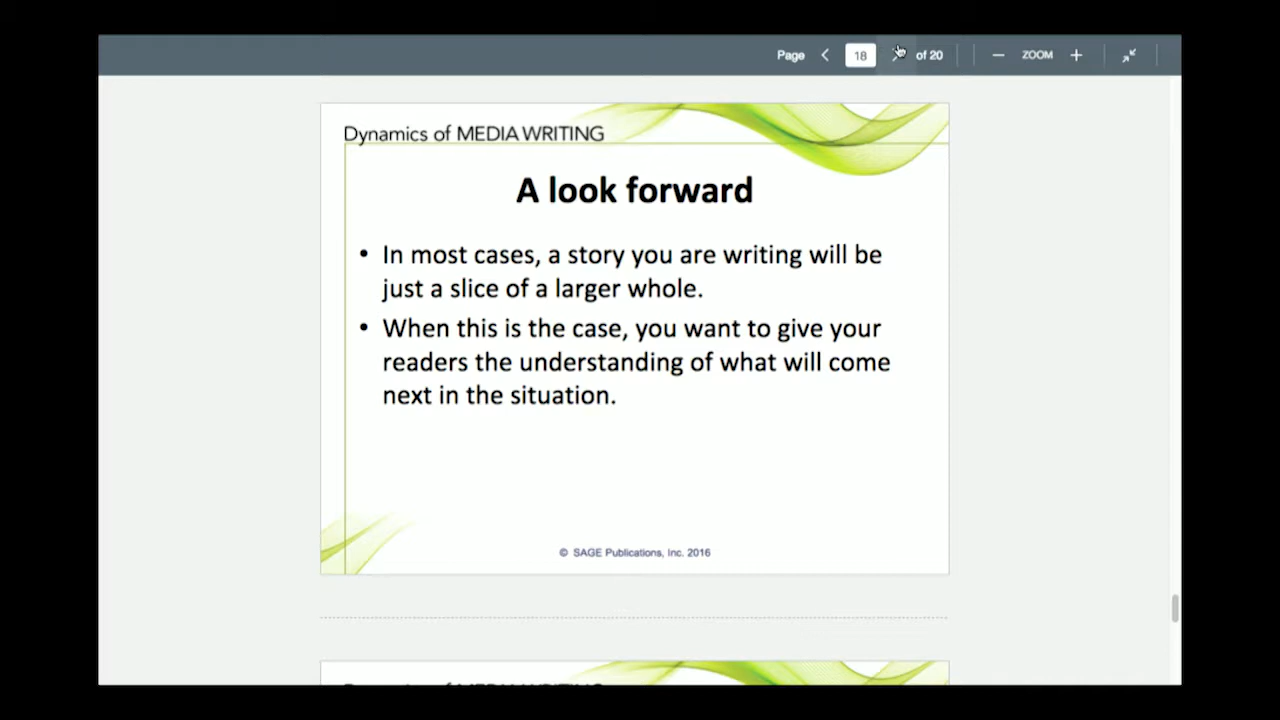 Page 18 of 20 ZOOM
Dynamics of MEDIA WRITING
A look forward
• In most cases, a story you are writing will be
just a slice of a larger whole.
• When this is the case, you want to give your
readers the understanding of what will come
next in the situation.
© SAGE Publications, Inc. 2016